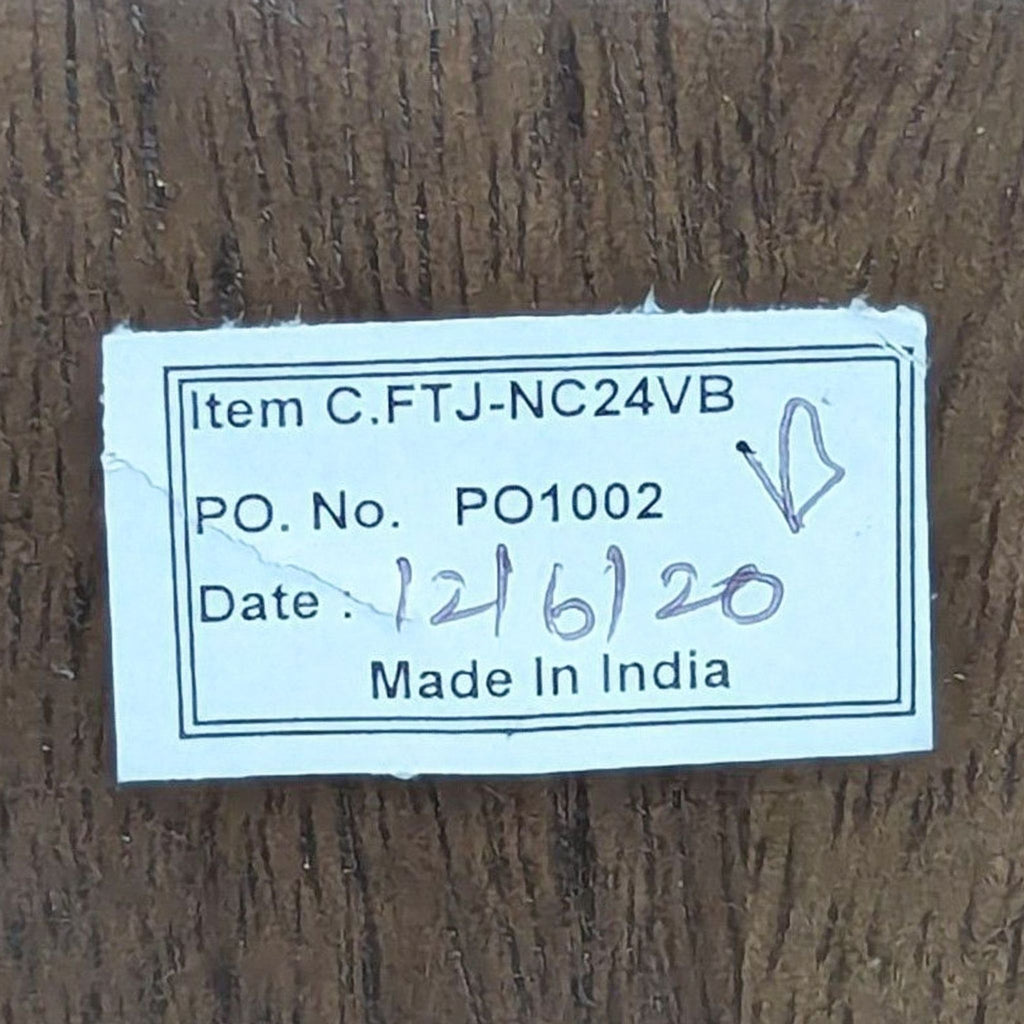 Item C.FTJ-NC24VB
PO. No. PO1002
Date : 12/6/20
Made In India